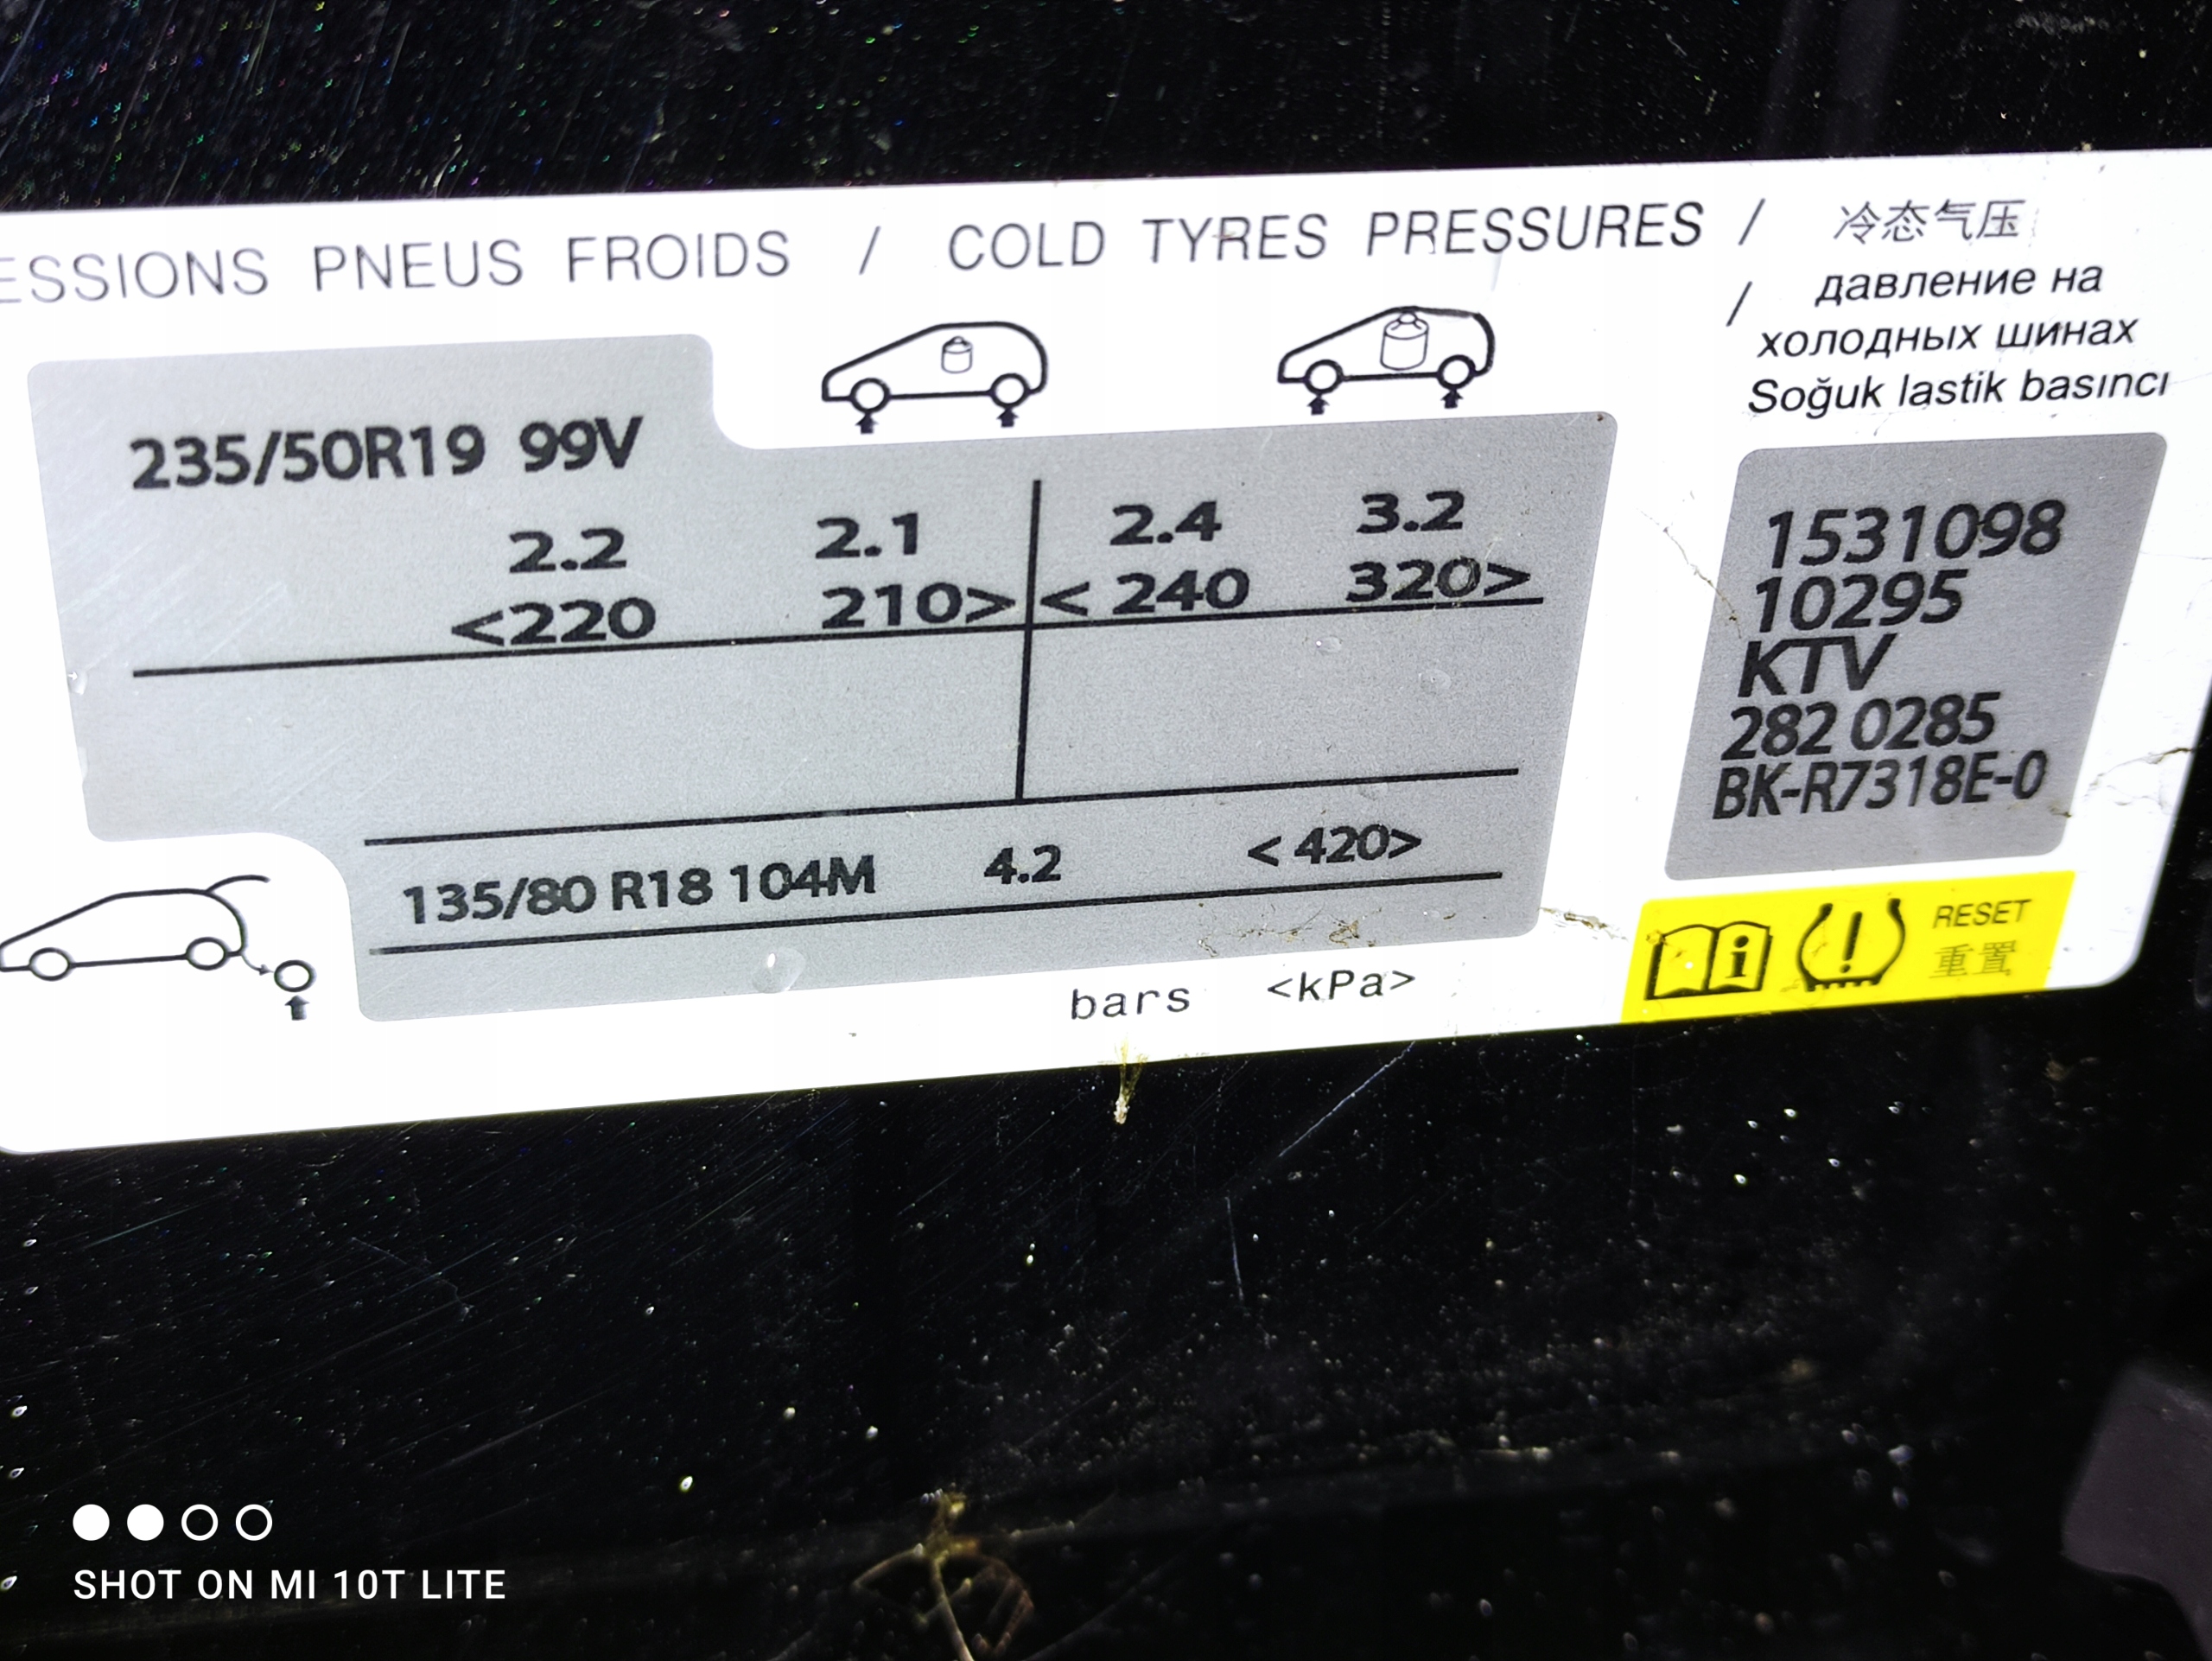 ESSIONS PNEUS FROIDS / COLD TYRES PRESSURES / 冷态气压
/ давление на
холодных шинах
Soğuk lastik basıncı
235/50R19 99V
2.2 2.1 2.4 3.2
<220 210> < 240 320>
135/80 R18 104M 4.2 < 420>
bars <kPa>
1531098
10295
KTV
282 0285
BK-R7318E-0
RESET
重置
SHOT ON MI 10T LITE